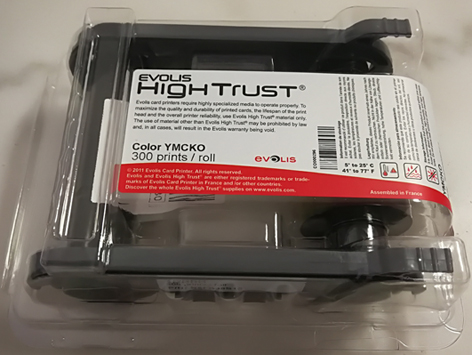 EVOLIS
HIGHTRUST®
Evolis card printers require highly specialized media to operate properly. To
maximize the quality and durability of printed cards, the lifespan of the print
head and the overall printer reliability, use Evolis High Trust® material only.
The use of material other than Evolis High Trust® may be prohibited by law
and, in all cases, will result in the Evolis warranty being void.
Color YMCKO
300 prints / roll
evolis
5° to 25° C
41° to 77° F
© 2011 Evolis Card Printer. All rights reserved.
Evolis and Evolis High Trust® are either registered trademarks or trade-
marks of Evolis Card Printer in France and/or other countries.
Discover the whole Evolis High Trust® supplies on www.evolis.com.
Assembled in France